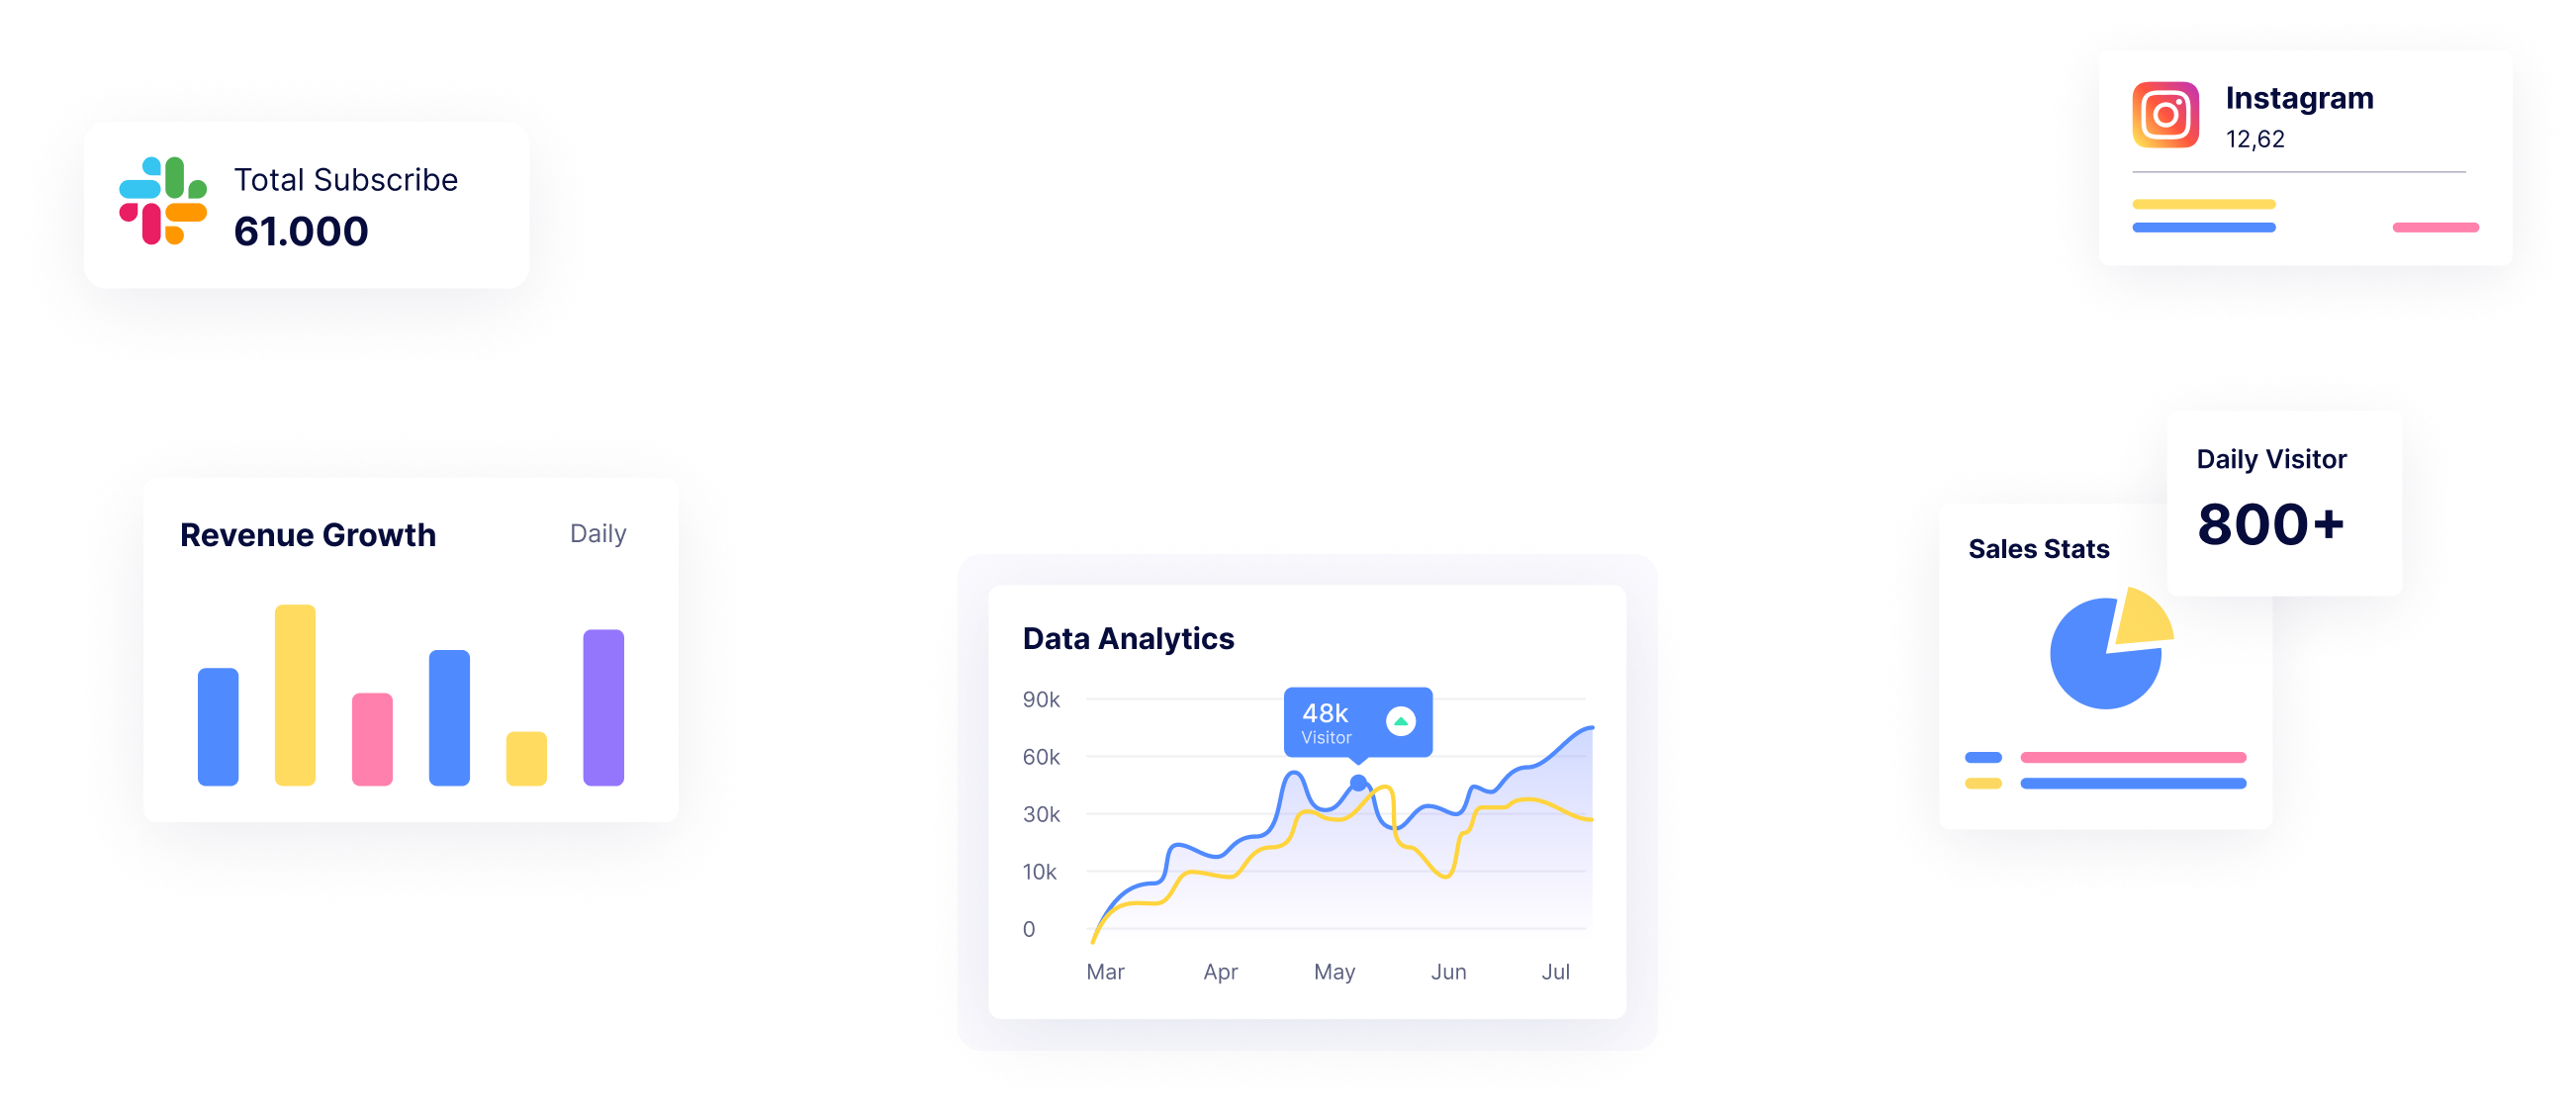 Total Subscribe
61.000
Instagram
12,62
Revenue Growth
Daily
Data Analytics
90k
60k
30k
10k
0
48k
Visitor
Mar
Apr
May
Jun
Jul
Daily Visitor
800+
Sales Stats